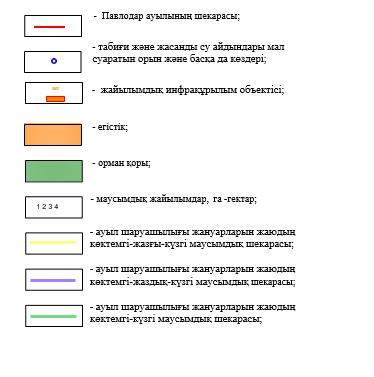 - Павлодар ауылының шекарасы;
- табиғи және жасанды су айдындары мал
суаратын орын және басқа да көздері;
- жайылымдық инфрақұрылым объектісі;
- егістік;
- орман қоры;
1 2 3 4
- маусымдық жайылымдар, га -гектар;
- ауыл шаруашылығы жануарларын жаюдың
көктемгі-жазғы-күзгі маусымдық шекарасы;
- ауыл шаруашылығы жануарларын жаюдың
көктемгі-жаздық-күзгі маусымдық шекарасы;
- ауыл шаруашылығы жануарларын жаюдың
көктемгі-күзгі маусымдық шекарасы;